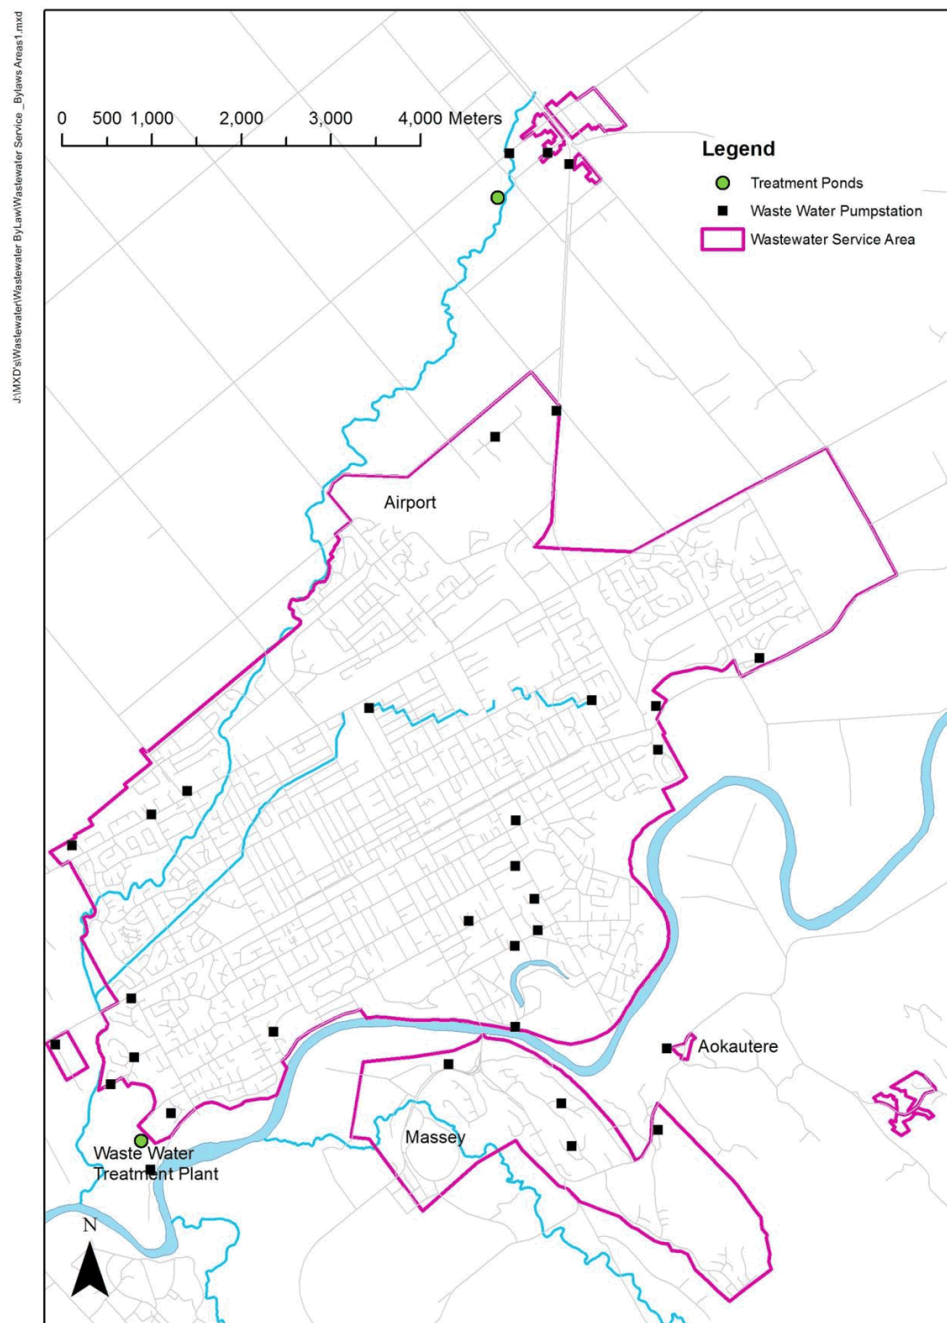 J:\MXD's\Wastewater\Wastewater ByLaw\Wastewater Service _Bylaws Areas1.mxd
0 500 1,000 2,000 3,000 4,000 Meters
Legend
Treatment Ponds
Waste Water Pumpstation
Wastewater Service Area
Airport
Aokautere
Massey
Waste Water
Treatment Plant
N